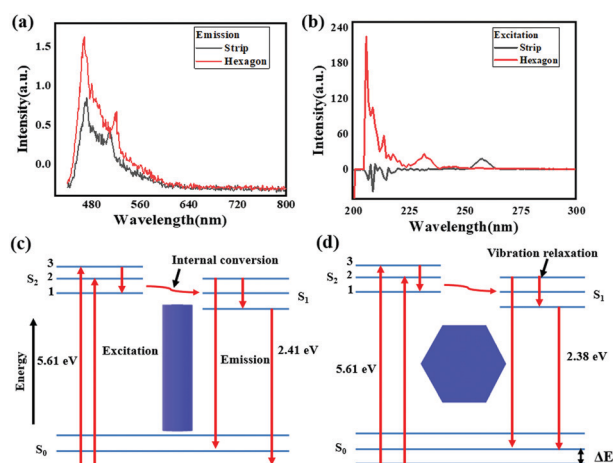 (a)
Emission
Strip
Hexagon
Intensity(a.u.)
1.5
1.0
0.5
0.0
480
560
640
720
800
Wavelength(nm)
(b)
Excitation
Strip
Hexagon
Intensity(a.u.)
240
180
120
60
0
200
225
250
275
300
Wavelength(nm)
(c)
Internal conversion
3
S2
2
1
S1
Energy
5.61 eV
Excitation
Emission
2.41 eV
S0
(d)
Vibration relaxation
3
S2
2
1
S1
5.61 eV
2.38 eV
S0
ΔE